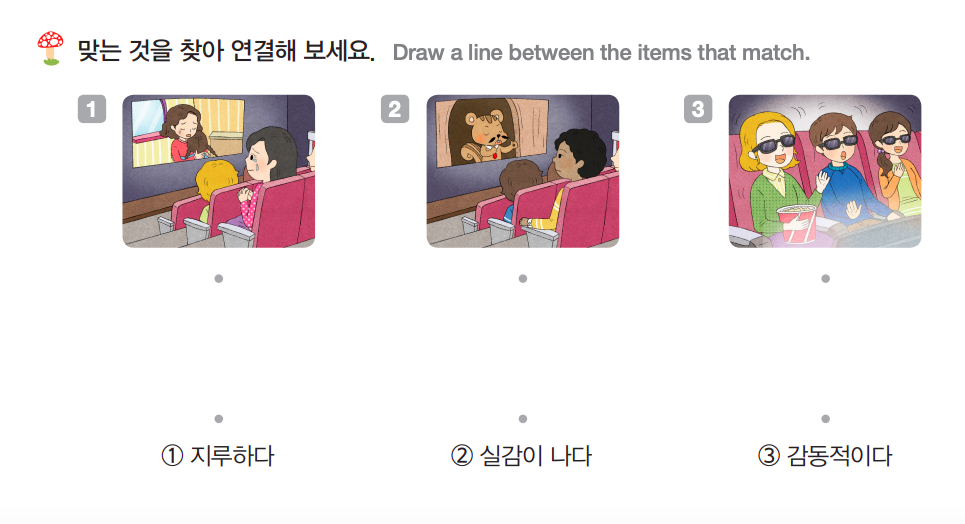 맞는 것을 찾아 연결해 보세요. Draw a line between the items that match.
1 2 3
① 지루하다 ② 실감이 나다 ③ 감동적이다